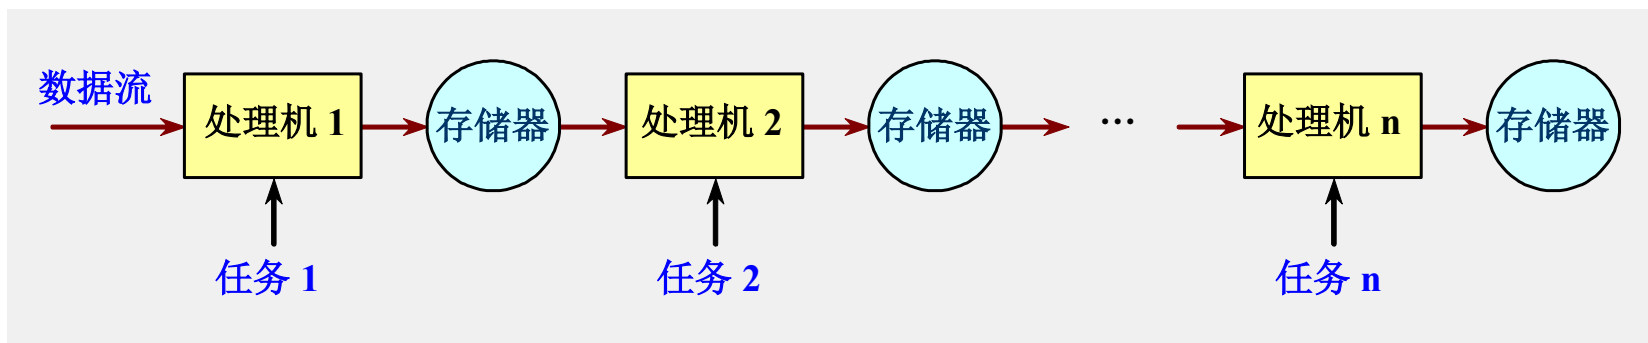 数据流
处理机 1
存储器
处理机 2
存储器
···
处理机 n
存储器
任务 1
任务 2
任务 n